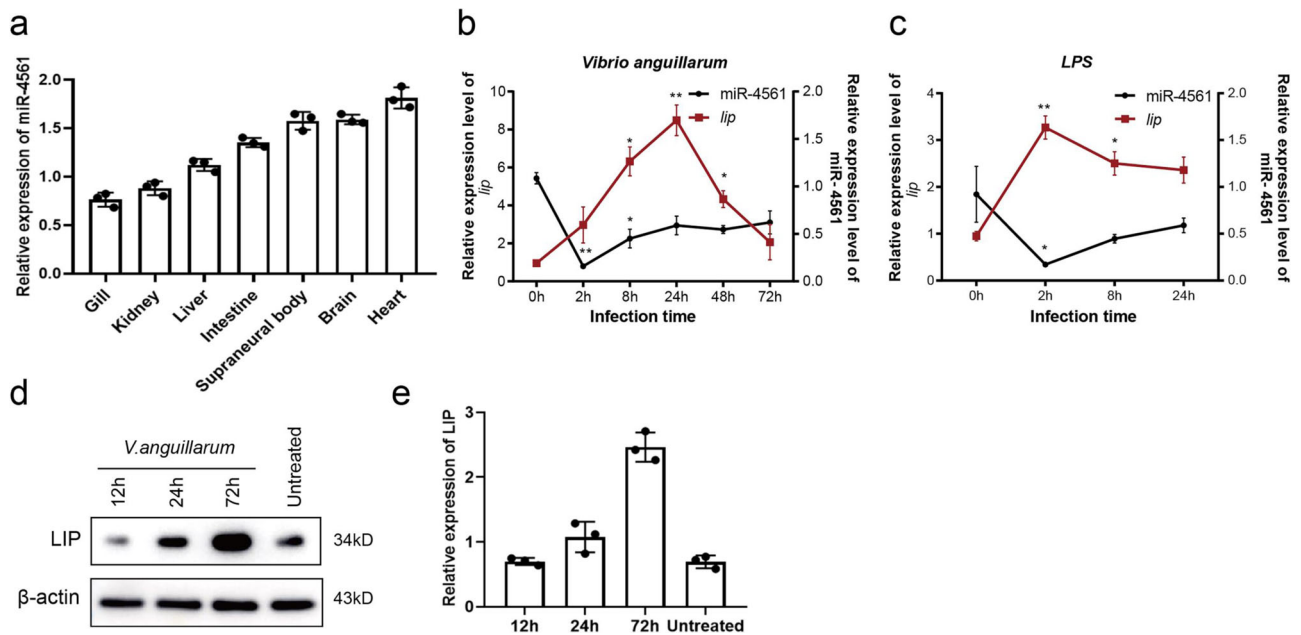 a
Relative expression of miR-4561
2.0
1.5
1.0
0.5
0.0
Gill
Kidney
Liver
Intestine
Supraneural body
Brain
Heart
b
Vibrio anguillarum
Relative expression level of
lip
10
8
6
4
2
0
miR-4561
lip
**
*
**
*
*
2.0
1.5
1.0
0.5
0.0
Relative expression level of
miR- 4561
0h
2h
8h
24h
48h
72h
Infection time
c
LPS
Relative expression level of
lip
4
3
2
1
0
miR-4561
lip
**
*
*
2.0
1.5
1.0
0.5
0.0
Relative expression level of
miR- 4561
0h
2h
8h
24h
Infection time
d
V.anguillarum
12h
24h
72h
Untreated
LIP
34kD
β-actin
43kD
e
Relative expression of LIP
3
2
1
0
12h
24h
72h
Untreated